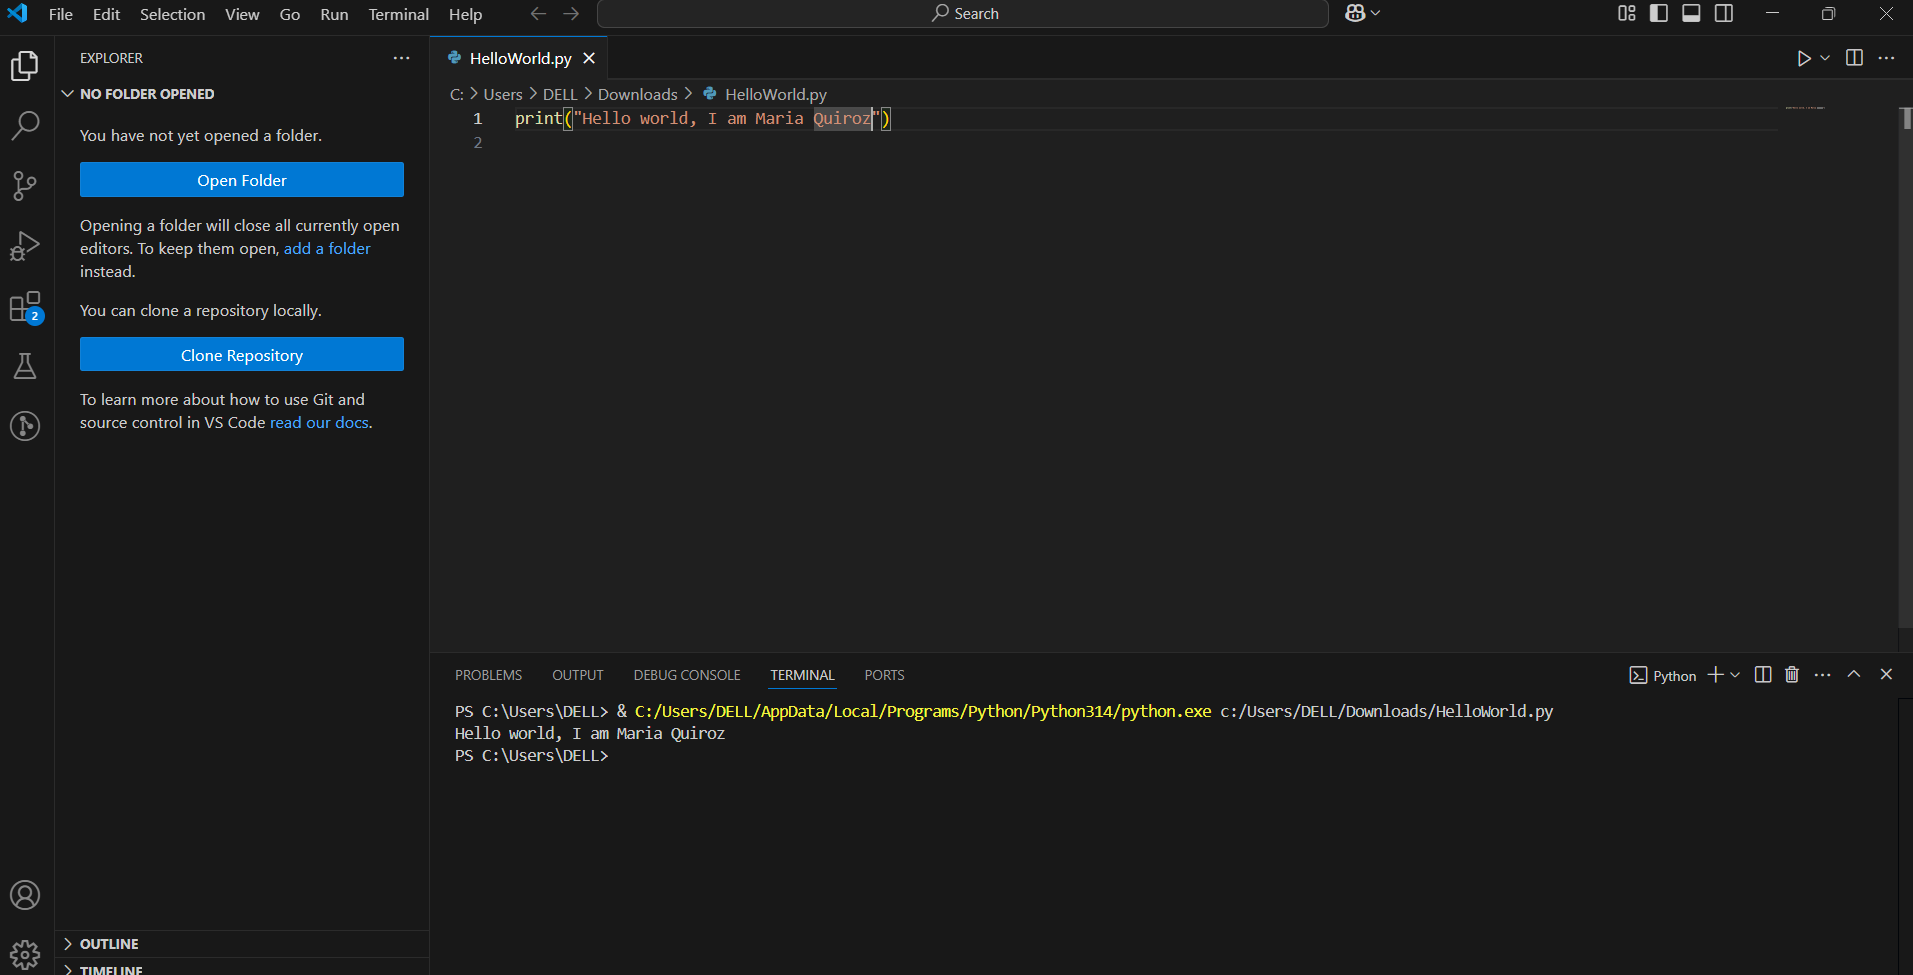 File Edit Selection View Go Run Terminal Help
Search
EXPLORER
NO FOLDER OPENED
You have not yet opened a folder.
Open Folder
Opening a folder will close all currently open
editors. To keep them open, add a folder
instead.
You can clone a repository locally.
Clone Repository
To learn more about how to use Git and
source control in VS Code read our docs.
2
OUTLINE
TIMELINE
HelloWorld.py
C: > Users > DELL > Downloads > HelloWorld.py
1 print("Hello world, I am Maria Quiroz")
2
PROBLEMS OUTPUT DEBUG CONSOLE TERMINAL PORTS
Python
PS C:\Users\DELL> & C:/Users/DELL/AppData/Local/Programs/Python/Python314/python.exe c:/Users/DELL/Downloads/HelloWorld.py
Hello world, I am Maria Quiroz
PS C:\Users\DELL>